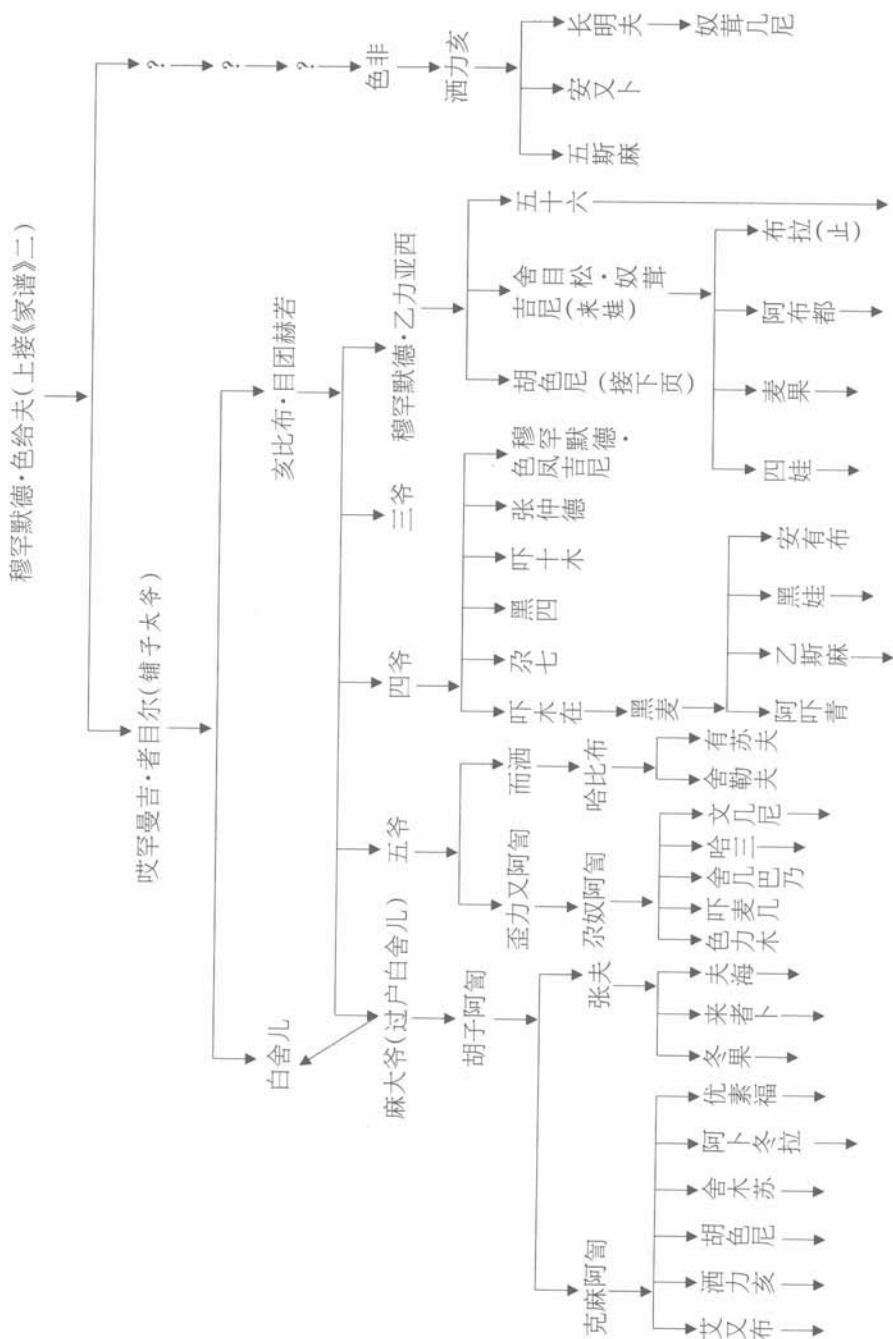 穆罕默德·色给夫(上接《家谱》二)
哎罕曼吉·者目尔(铺子太爷)
?
?
?
色非
洒力亥
白舍儿
亥比布·目团赫若
五斯麻
安又卜
长明夫
奴茸几尼
麻大爷(过户白舍儿)
五爷
四爷
三爷
穆罕默德·乙力亚西
胡子阿訇
歪力又阿訇
而洒
吓木在
尕七
黑四
吓十木
张仲德
穆罕默德·
色凤吉尼
胡色尼(接下页)
舍目松·奴茸
吉尼(来娃)
五十六
克麻阿訇
张夫
尕奴阿訇
哈比布
黑麦
四娃
麦果
阿布都
布拉(止)
艾又布
洒力亥
胡色尼
舍木苏
阿卜冬拉
优素福
冬果
来者卜
夫海
色力木
吓麦几
舍几巴乃
哈三
文几尼
舍勒夫
有苏夫
阿吓青
乙斯麻
黑娃
安有布